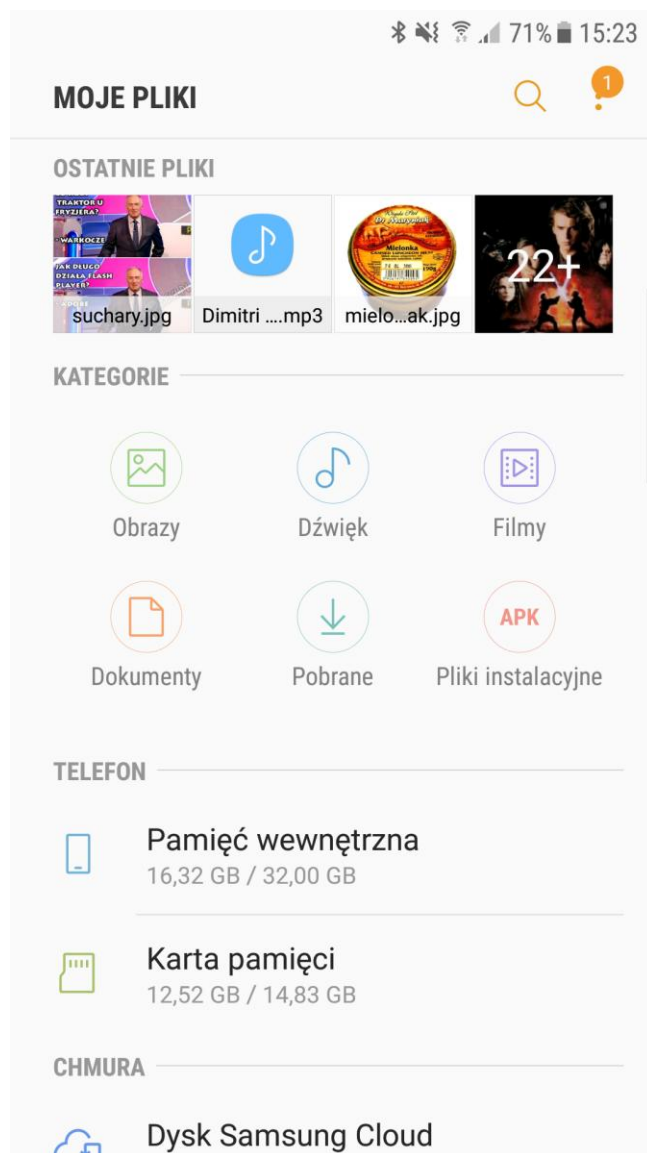 71% 15:23
MOJE PLIKI
1
OSTATNIE PLIKI
TRAKTOR U
FRYZJERA?
- WARKOCZE
JAK DŁUGO
DZIAŁA FLASH
PLAYER?
suchary.jpg
Dimitri ....mp3
Mielonka
mielo...ak.jpg
22+
KATEGORIE
Obrazy
Dźwięk
Filmy
APK
Dokumenty
Pobrane
Pliki instalacyjne
TELEFON
Pamięć wewnętrzna
16,32 GB / 32,00 GB
Karta pamięci
12,52 GB / 14,83 GB
CHMURA
Dysk Samsung Cloud